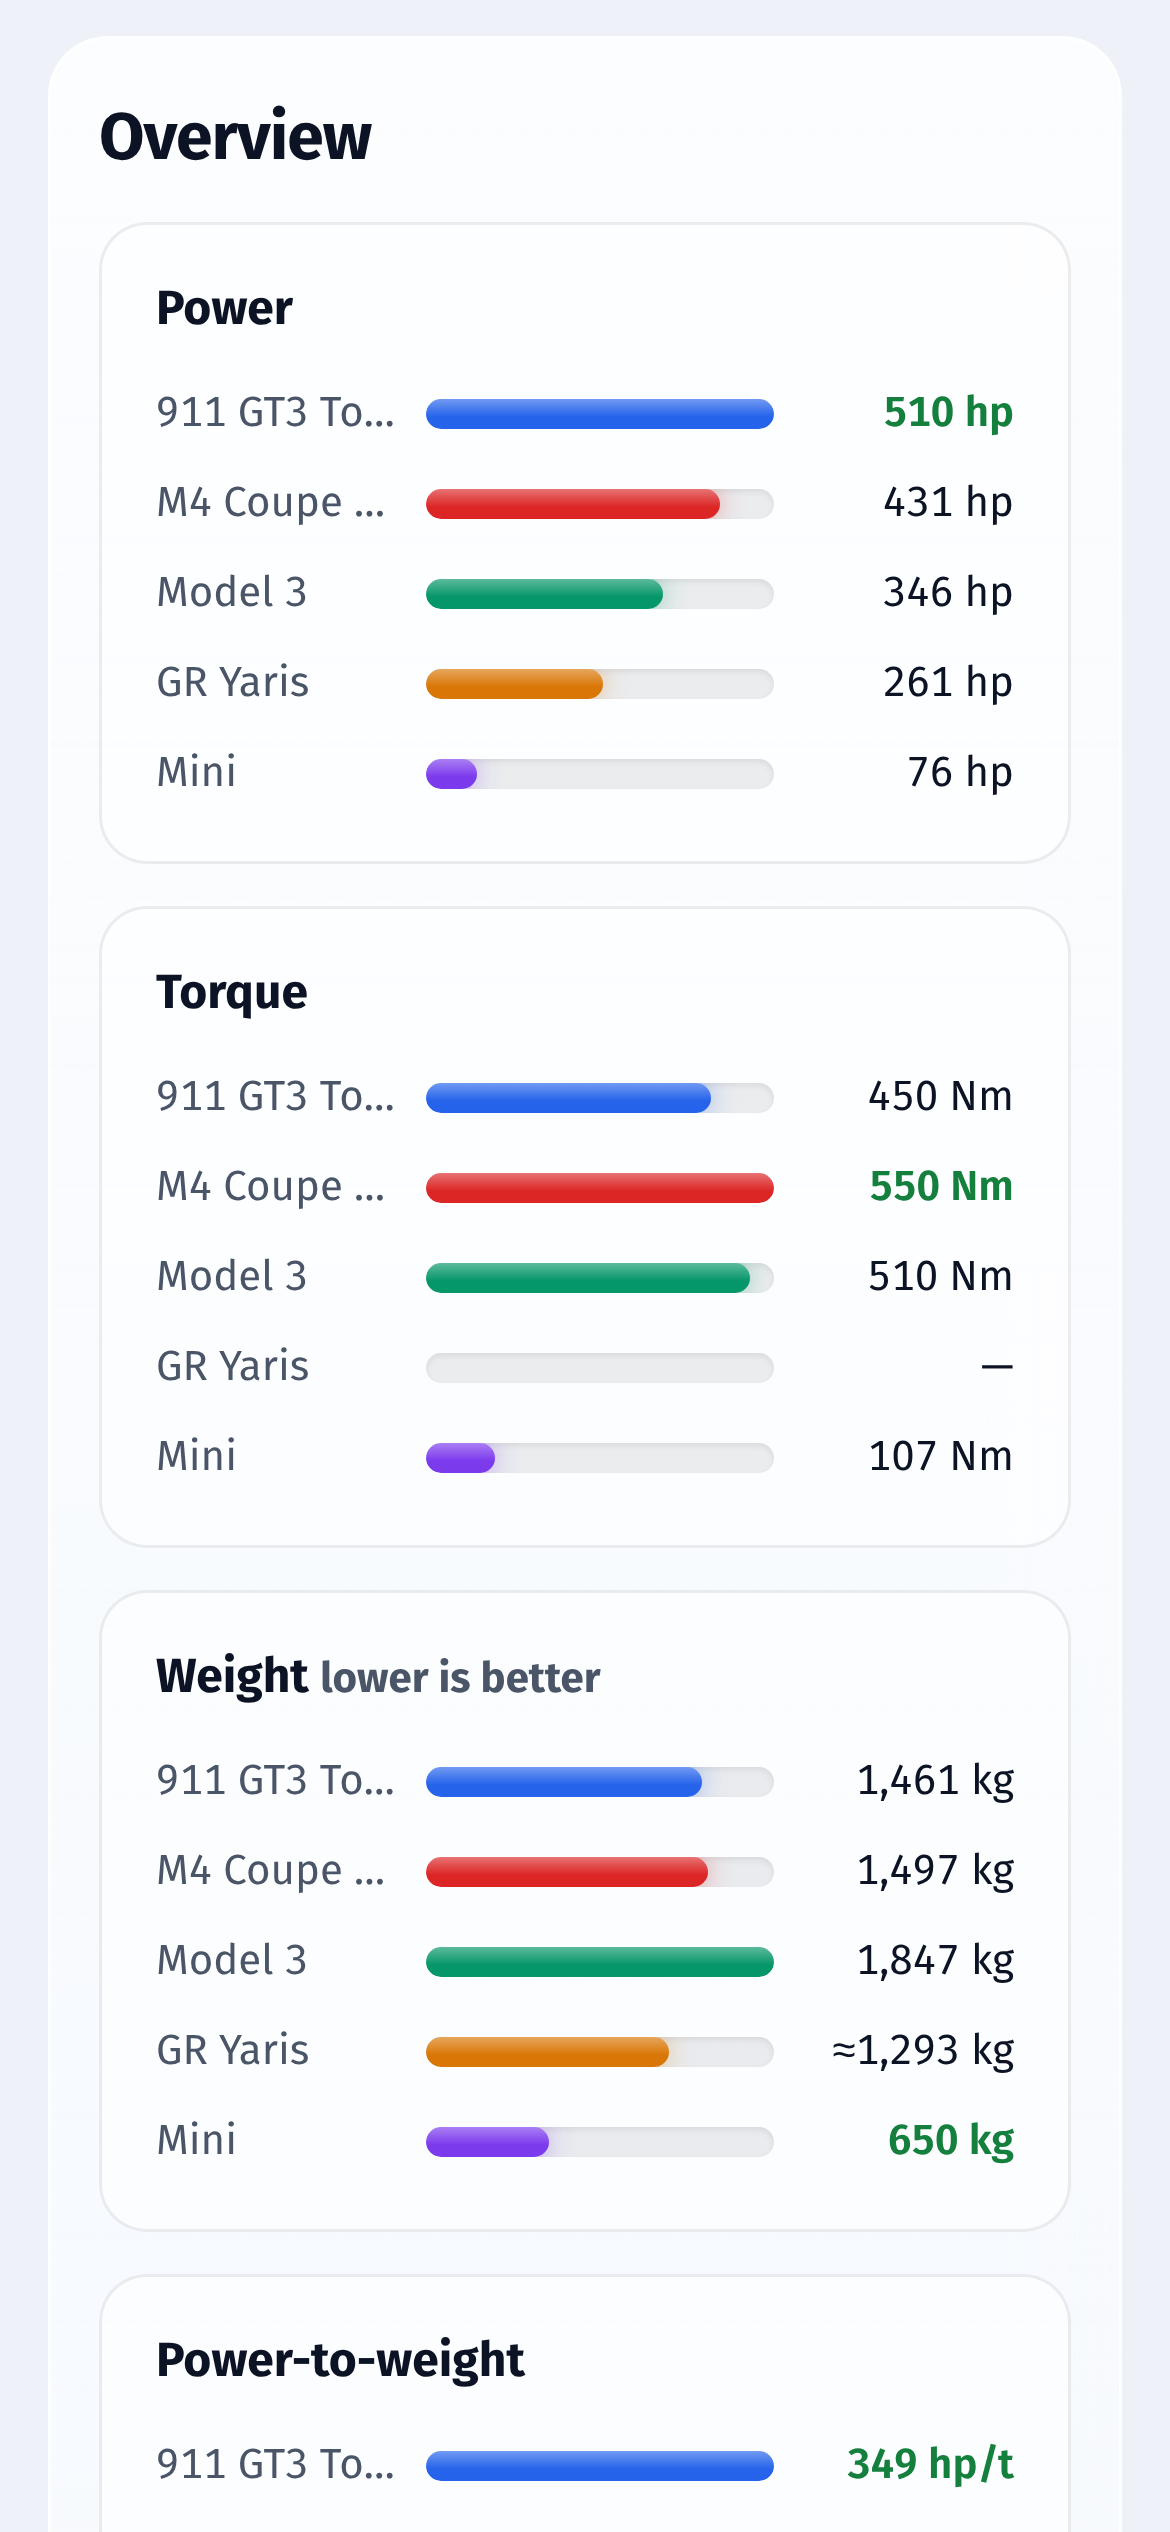 Overview
Power
911 GT3 To... 510 hp
M4 Coupe ... 431 hp
Model 3 346 hp
GR Yaris 261 hp
Mini 76 hp
Torque
911 GT3 To... 450 Nm
M4 Coupe ... 550 Nm
Model 3 510 Nm
GR Yaris —
Mini 107 Nm
Weight lower is better
911 GT3 To... 1,461 kg
M4 Coupe ... 1,497 kg
Model 3 1,847 kg
GR Yaris ≈1,293 kg
Mini 650 kg
Power-to-weight
911 GT3 To... 349 hp/t